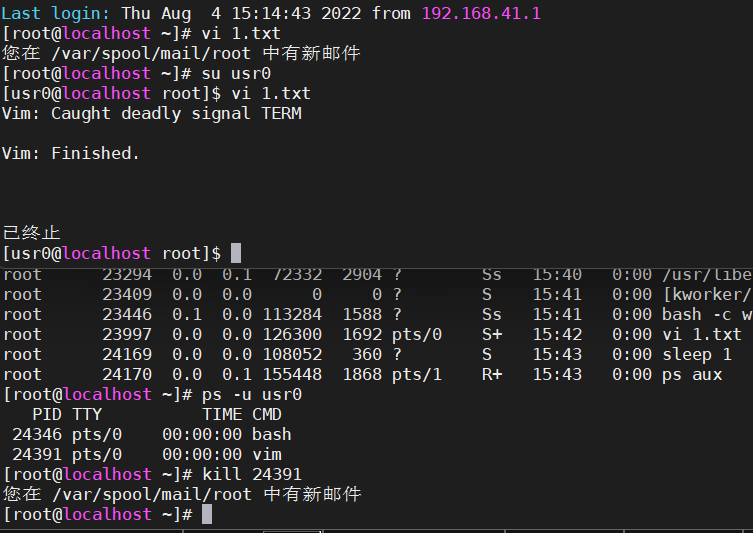 Last login: Thu Aug  4 15:14:43 2022 from 192.168.41.1
[root@localhost ~]# vi 1.txt
您在 /var/spool/mail/root 中有新邮件
[root@localhost ~]# su usr0
[usr0@localhost root]$ vi 1.txt
Vim: Caught deadly signal TERM
Vim: Finished.
已终止
[usr0@localhost root]$
root      23294  0.0  0.1  72332  2904 ?        Ss   15:40   0:00 /usr/libe
root      23409  0.0  0.0      0     0 ?        S    15:41   0:00 [kworker/
root      23446  0.1  0.0 113284  1588 ?        Ss   15:41   0:00 bash -c w
root      23997  0.0  0.0 126300  1692 pts/0    S+   15:42   0:00 vi 1.txt
root      24169  0.0  0.0 108052   360 ?        S    15:43   0:00 sleep 1
root      24170  0.0  0.1 155448  1868 pts/1    R+   15:43   0:00 ps aux
[root@localhost ~]# ps -u usr0
   PID TTY          TIME CMD
 24346 pts/0    00:00:00 bash
 24391 pts/0    00:00:00 vim
[root@localhost ~]# kill 24391
您在 /var/spool/mail/root 中有新邮件
[root@localhost ~]#